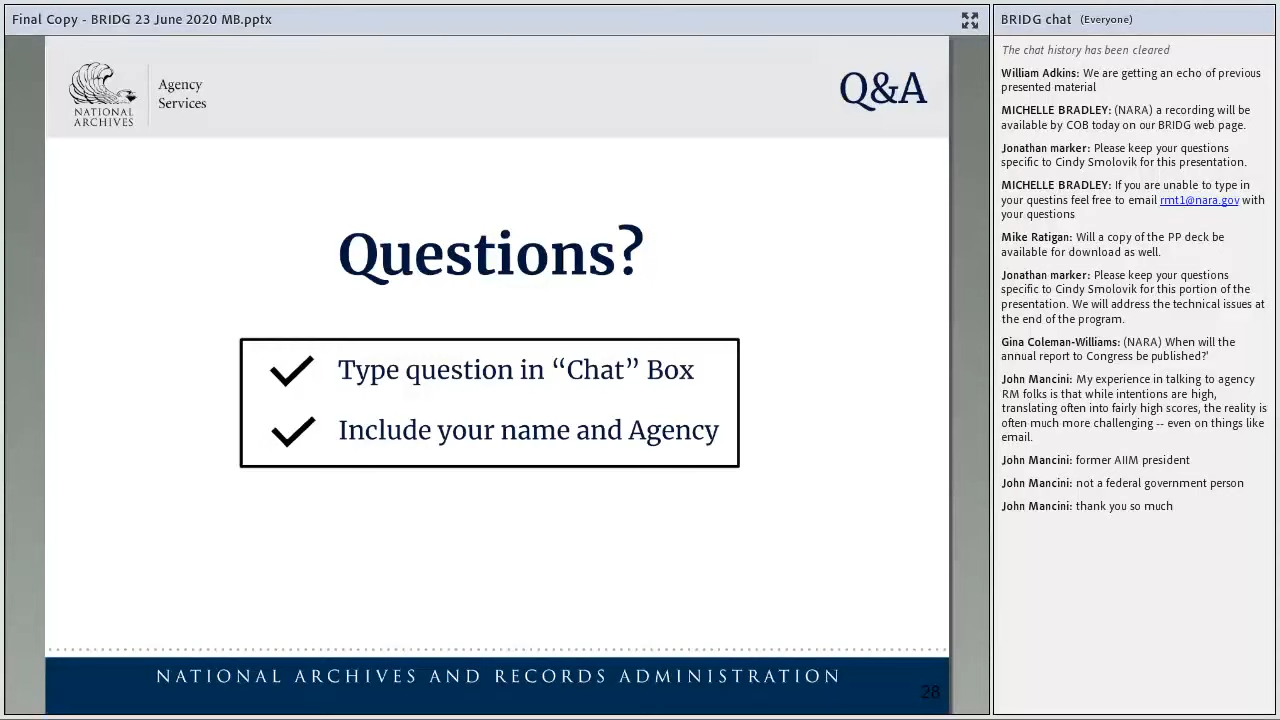 Final Copy - BRIDG 23 June 2020 MB.pptx
NATIONAL
ARCHIVES
Agency
Services
Q&A
Questions?
Type question in “Chat” Box
Include your name and Agency
NATIONAL ARCHIVES AND RECORDS ADMINISTRATION
28
BRIDG chat (Everyone)
The chat history has been cleared
William Adkins: We are getting an echo of previous
presented material
MICHELLE BRADLEY: (NARA) a recording will be
available by COB today on our BRIDG web page.
Jonathan marker: Please keep your questions
specific to Cindy Smolovik for this presentation.
MICHELLE BRADLEY: If you are unable to type in
your questins feel free to email rmt1@nara.gov with
your questions
Mike Ratigan: Will a copy of the PP deck be
available for download as well.
Jonathan marker: Please keep your questions
specific to Cindy Smolovik for this portion of the
presentation. We will address the technical issues at
the end of the program.
Gina Coleman-Williams: (NARA) When will the
annual report to Congress be published?'
John Mancini: My experience in talking to agency
RM folks is that while intentions are high,
translating often into fairly high scores, the reality is
often much more challenging -- even on things like
email.
John Mancini: former AIIM president
John Mancini: not a federal government person
John Mancini: thank you so much